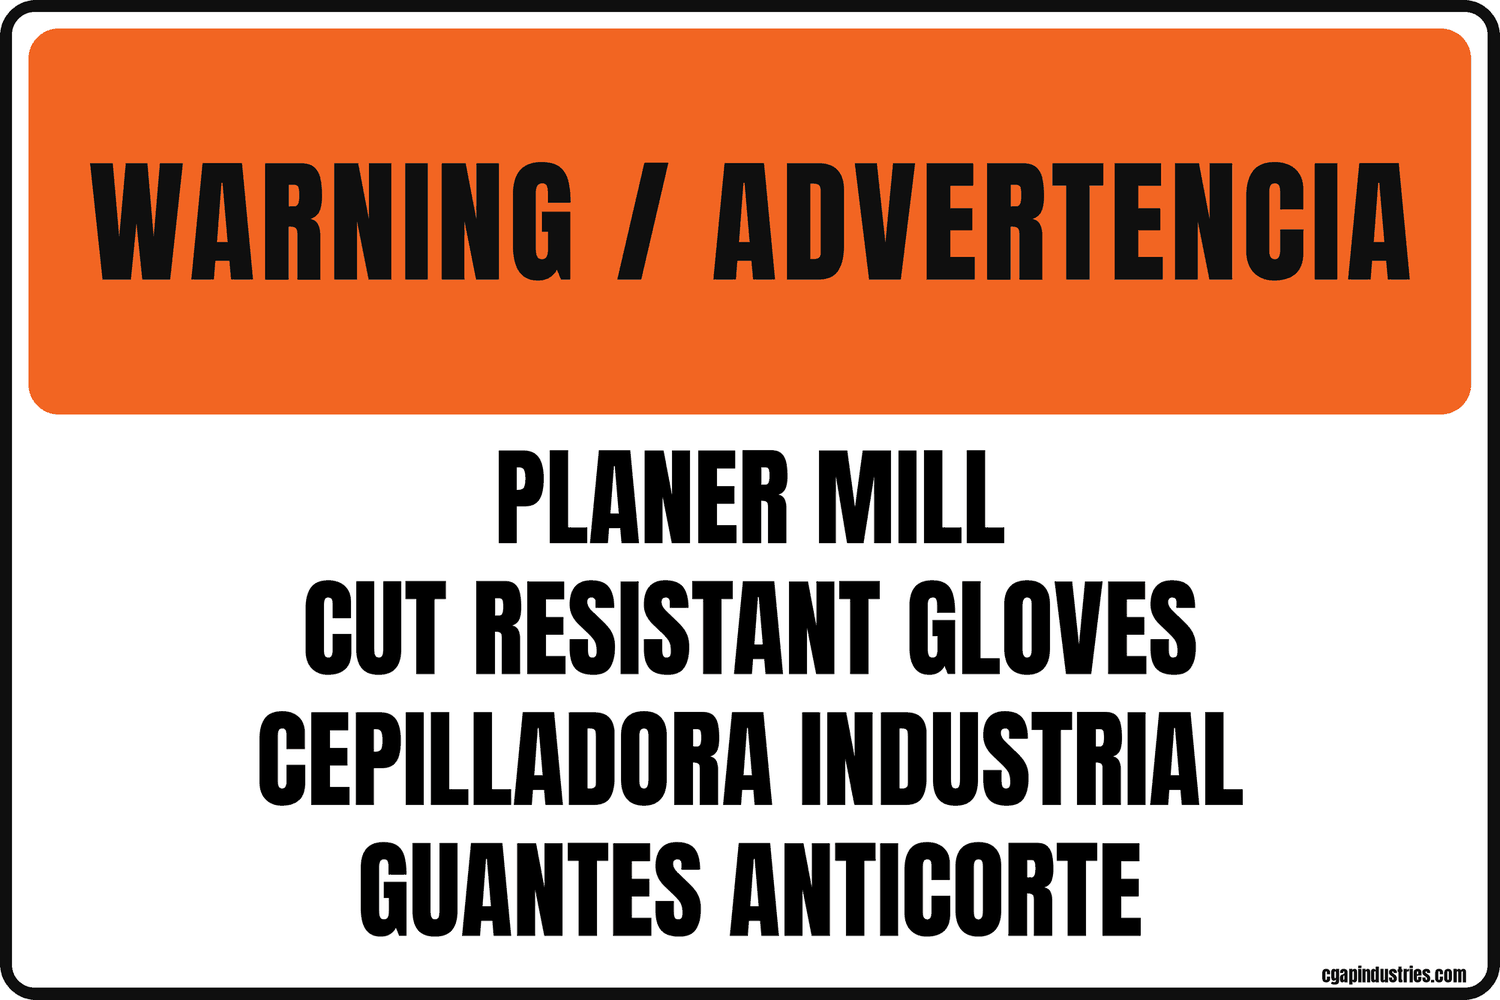 WARNING / ADVERTENCIA
PLANER MILL
CUT RESISTANT GLOVES
CEPILLADORA INDUSTRIAL
GUANTES ANTICORTE
cgapindustries.com